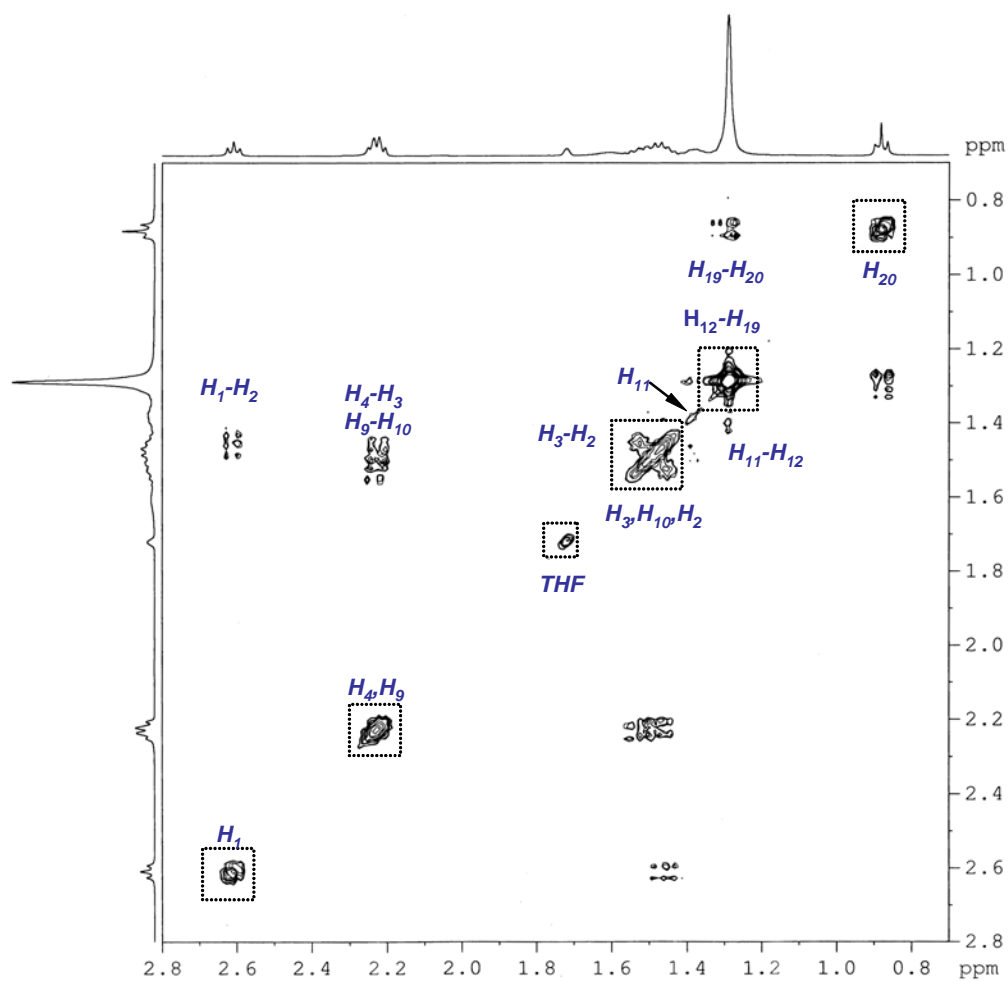 ppm
0.8
H20
H19-H20
1.0
H12-H19
1.2
H11
H1-H2
H4-H3
H9-H10
1.4
H3-H2
H11-H12
H3,H10,H2
1.6
THF
1.8
2.0
H4,H9
2.2
2.4
H1
2.6
2.8
2.8 2.6 2.4 2.2 2.0 1.8 1.6 1.4 1.2 1.0 0.8 ppm